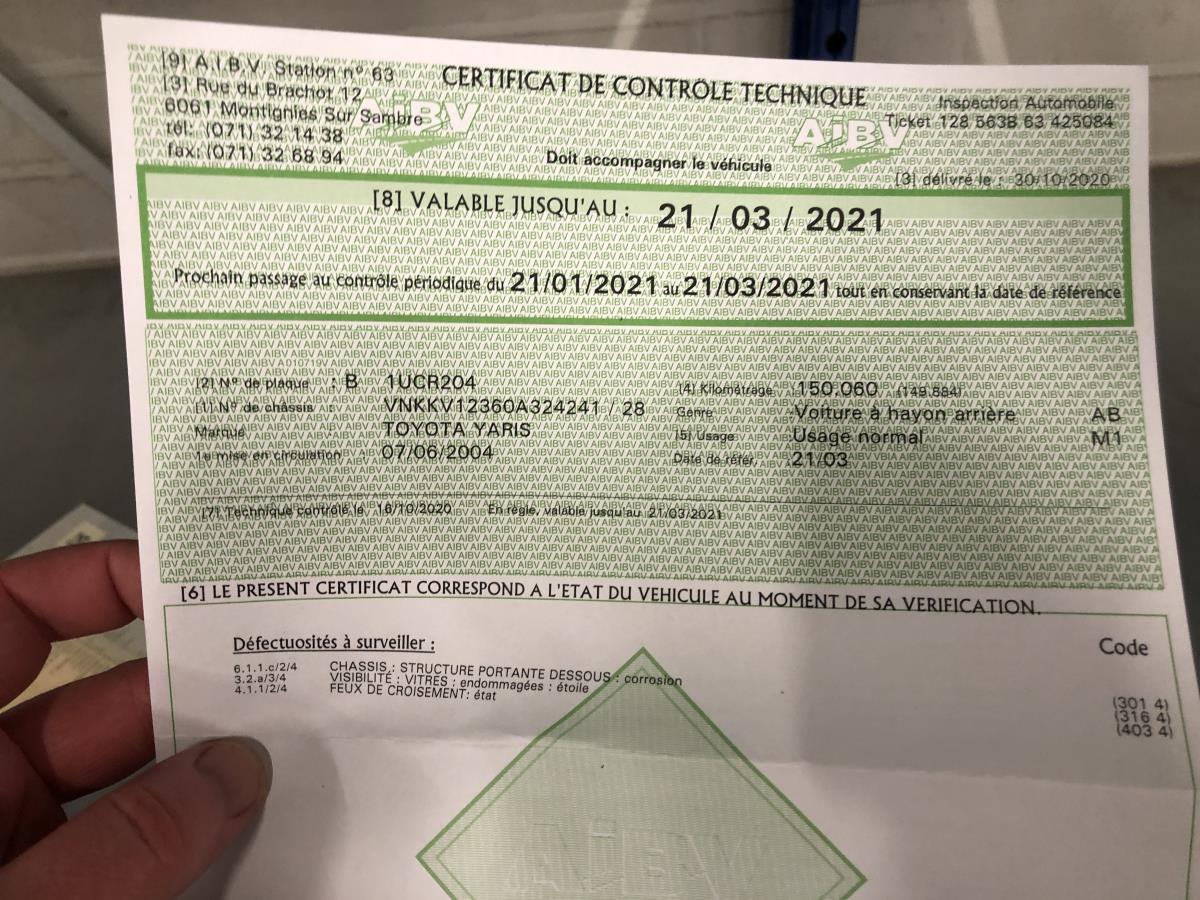 [9] A.I.B.V. Station n° 63
[3] Rue du Brachot 12
6061 Montignies Sur Sambre
tél: (071) 32 14 38
fax: (071) 32 68 94
CERTIFICAT DE CONTRÔLE TECHNIQUE
AiBV
AiBV
Inspection Automobile
Ticket 128 563B 63 425084
Doit accompagner le véhicule
[3] délivré le : 30/10/2020
[8] VALABLE JUSQU'AU : 21 / 03 / 2021
Prochain passage au contrôle périodique du 21/01/2021 au 21/03/2021 tout en conservant la date de référence
[2] N° de plaque : B 1UCR204
[4] Kilométrage 150.060 (149.884)
[1] N° de châssis : VNKKV12360A324241 / 28
Genre Voiture à hayon arrière AB
Marque TOYOTA YARIS
[5] Usage Usage normal M1
1e mise en circulation 07/06/2004
Date de référ. 21/03
[7] Technique contrôlé le 16/10/2020 En règle, valable jusqu'au 21/03/2021
[6] LE PRESENT CERTIFICAT CORRESPOND A L'ETAT DU VEHICULE AU MOMENT DE SA VERIFICATION.
Défectuosités à surveiller :
Code
6.1.1.c/2/4 CHASSIS : STRUCTURE PORTANTE DESSOUS : corrosion (301 4)
3.2.a/3/4 VISIBILITÉ : VITRES : endommagées : étoile (316 4)
4.1.1/2/4 FEUX DE CROISEMENT: état (403 4)
AiBV